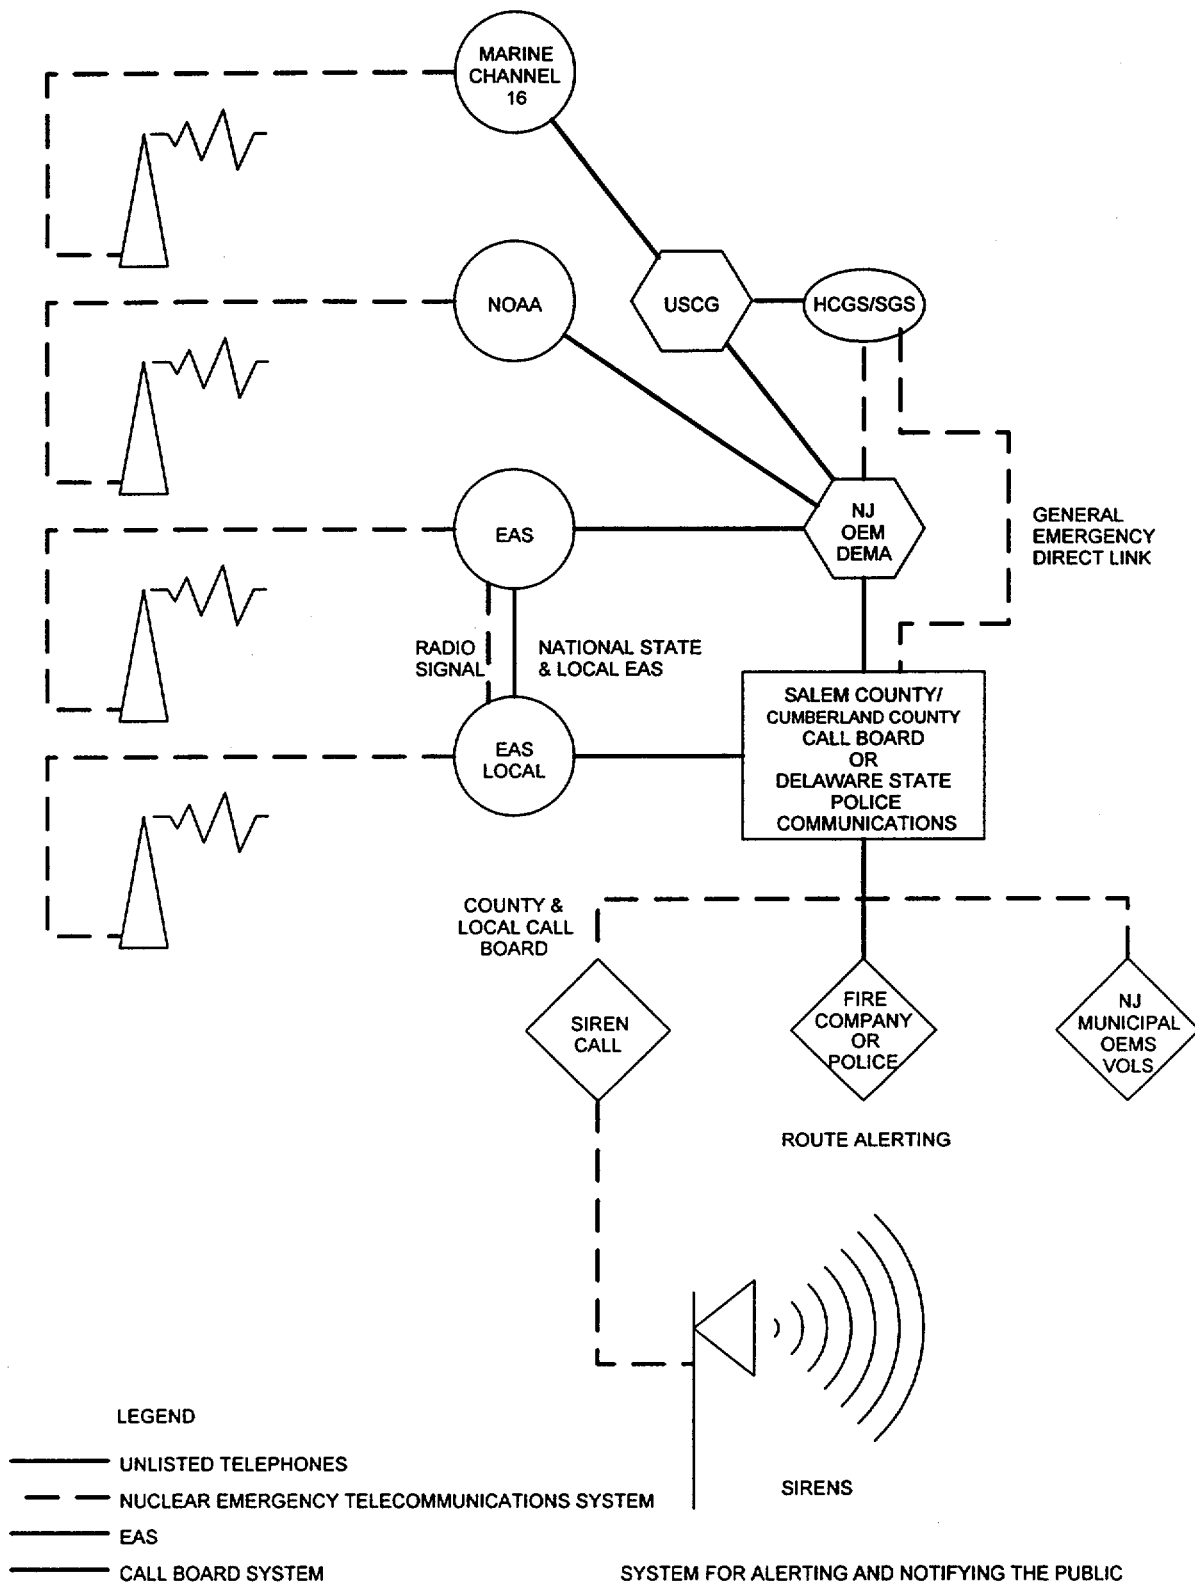 MARINE
CHANNEL
16
NOAA
USCG
HCGS/SGS
NJ
OEM
DEMA
EAS
GENERAL
EMERGENCY
DIRECT LINK
RADIO
SIGNAL
NATIONAL STATE
& LOCAL EAS
SALEM COUNTY/
CUMBERLAND COUNTY
CALL BOARD
OR
DELAWARE STATE
POLICE
COMMUNICATIONS
EAS
LOCAL
COUNTY &
LOCAL CALL
BOARD
SIREN
CALL
FIRE
COMPANY
OR
POLICE
NJ
MUNICIPAL
OEMS
VOLS
ROUTE ALERTING
SIRENS
LEGEND
UNLISTED TELEPHONES
NUCLEAR EMERGENCY TELECOMMUNICATIONS SYSTEM
EAS
CALL BOARD SYSTEM
SYSTEM FOR ALERTING AND NOTIFYING THE PUBLIC